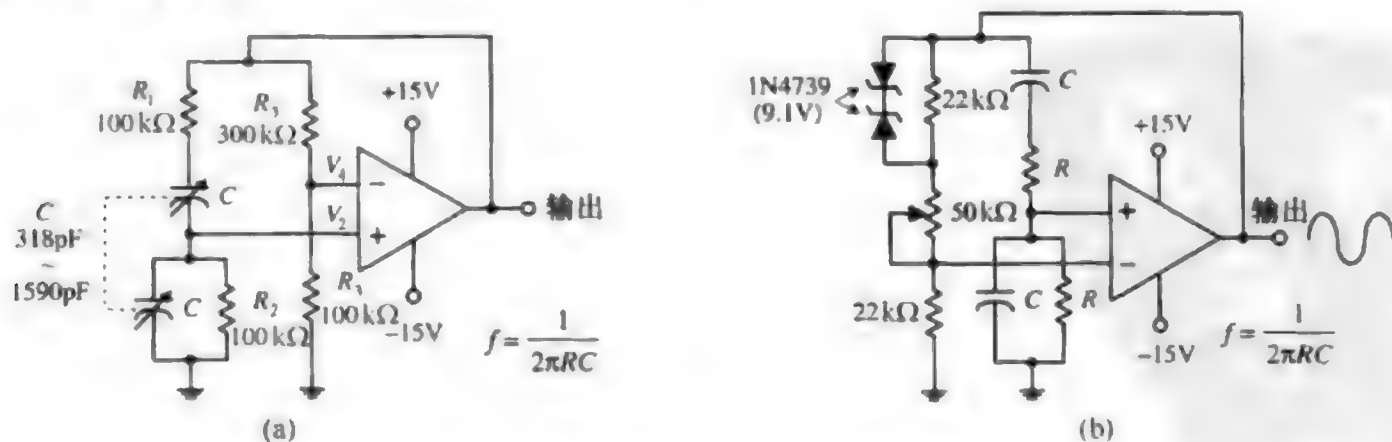 R₁
100kΩ
R₃
300kΩ
+15V
V₄
−
C
V₂
+
输出
C
318pF
~
1590pF
C
R₂
100kΩ
R₃
100kΩ
−15V
f = 1/2πRC
(a)
1N4739
(9.1V)
22kΩ
C
+15V
R
50kΩ
+
输出
−
C
R
22kΩ
−15V
f = 1/2πRC
(b)